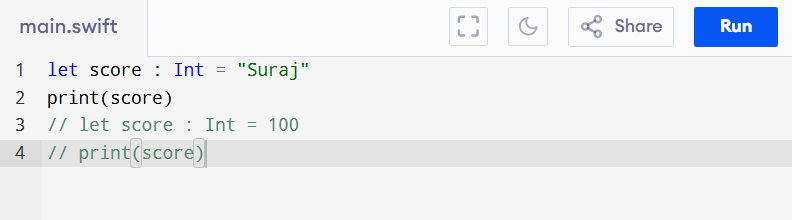 main.swift
Share
Run
1 let score : Int = "Suraj"
2 print(score)
3 // let score : Int = 100
4 // print(score)